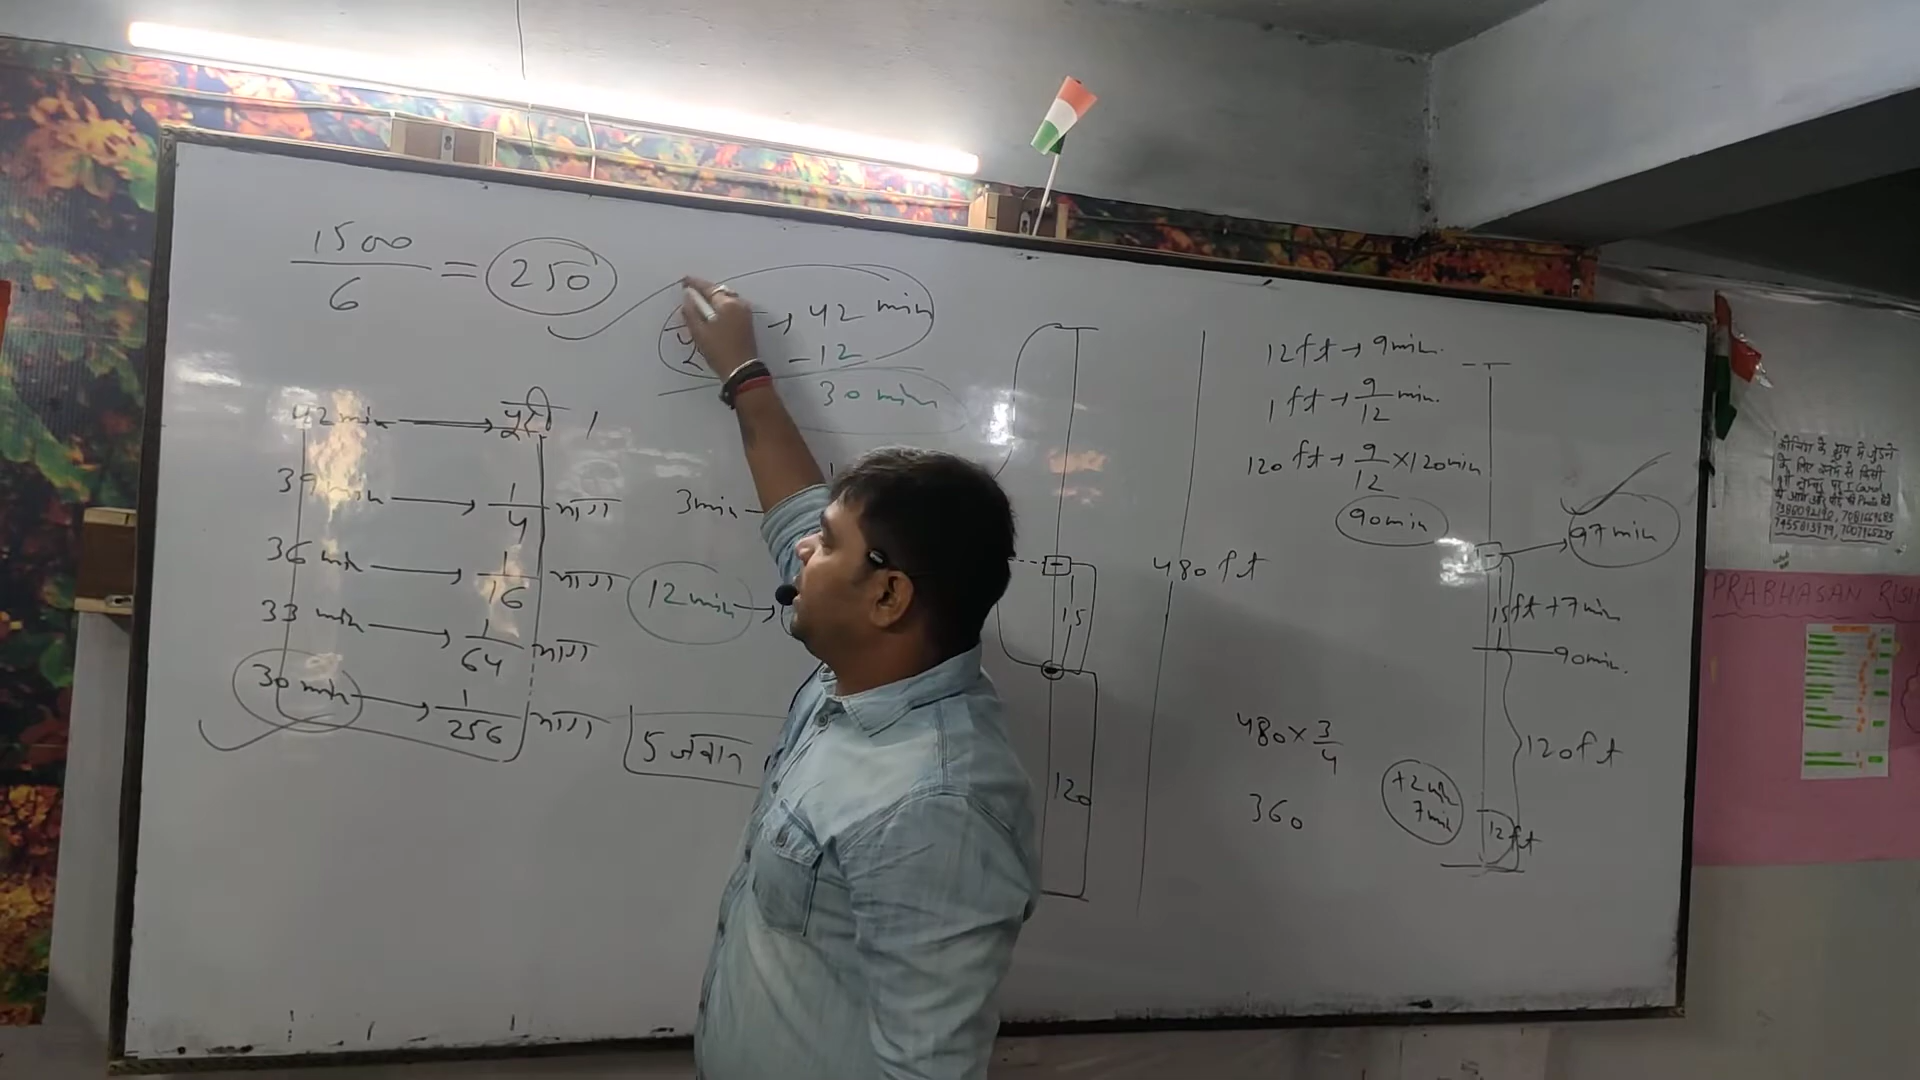 1500
6
= 250
→ 42 min
- 12
30 min
42 min → पूरी 1
39 min → 1/4 भाग
36 min → 1/16 भाग
33 min → 1/64 भाग
30 min → 1/256 भाग
3 min
12 min →
5 जवान
15
120
480 ft
12 ft → 9 min.
1 ft → 9/12 min.
120 ft → 9/12 × 120 min
90 min
97 min
15 ft + 7 min
90 min.
120 ft
480 × 3/4
360
+2 min
7 min
12 ft
PRABHASAN RISI